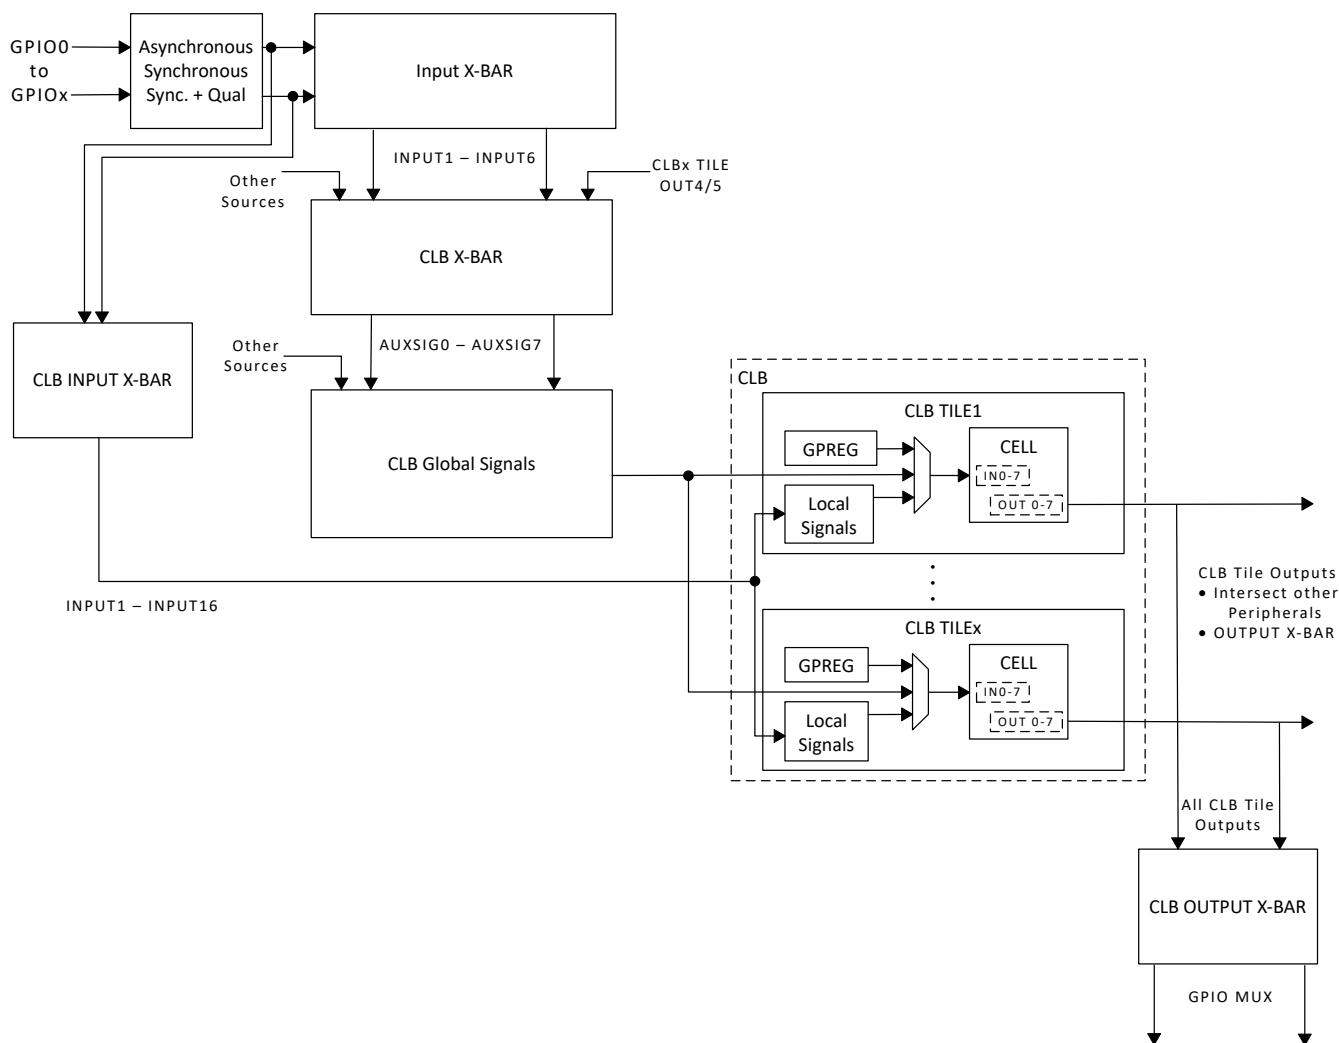 GPIO0
to
GPIOx
Asynchronous
Synchronous
Sync. + Qual
Input X-BAR
INPUT1 – INPUT6
Other
Sources
CLBx TILE
OUT4/5
CLB X-BAR
AUXSIG0 – AUXSIG7
Other
Sources
CLB INPUT X-BAR
CLB Global Signals
INPUT1 – INPUT16
CLB
CLB TILE1
GPREG
Local
Signals
CELL
IN0-7
OUT 0-7
CLB TILEx
GPREG
Local
Signals
CELL
IN0-7
OUT 0-7
CLB Tile Outputs
• Intersect other
Peripherals
• OUTPUT X-BAR
All CLB Tile
Outputs
CLB OUTPUT X-BAR
GPIO MUX